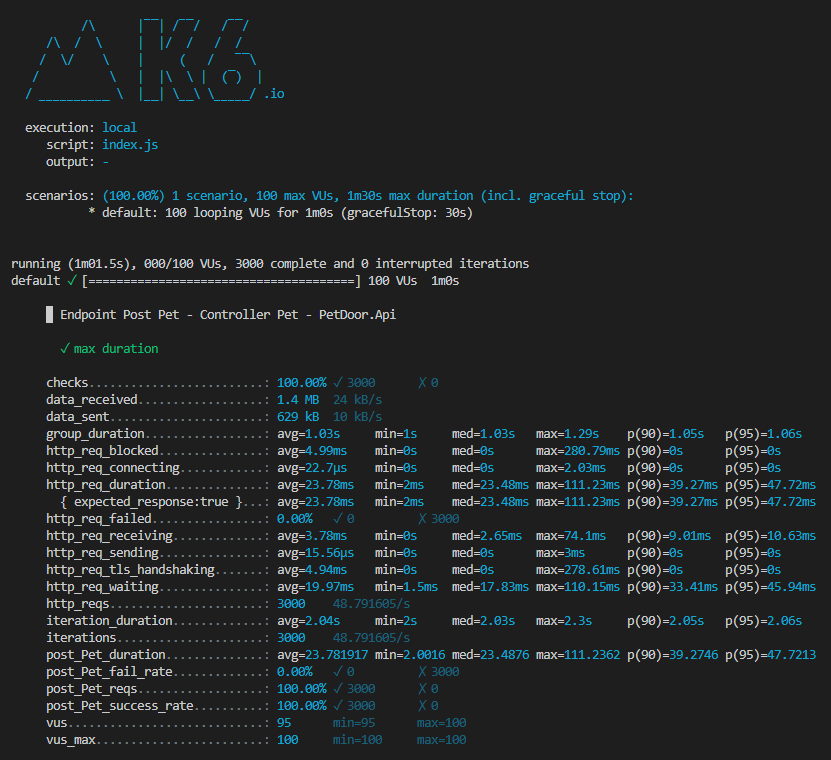 .io
execution: local
script: index.js
output: -
scenarios: (100.00%) 1 scenario, 100 max VUs, 1m30s max duration (incl. graceful stop):
* default: 100 looping VUs for 1m0s (gracefulStop: 30s)
running (1m01.5s), 000/100 VUs, 3000 complete and 0 interrupted iterations
default ✓ [======================================] 100 VUs  1m0s
█ Endpoint Post Pet - Controller Pet - PetDoor.Api
✓ max duration
checks.........................: 100.00% ✓ 3000 ✗ 0
data_received..................: 1.4 MB 24 kB/s
data_sent......................: 629 kB 10 kB/s
group_duration.................: avg=1.03s min=1s med=1.03s max=1.29s p(90)=1.05s p(95)=1.06s
http_req_blocked...............: avg=4.99ms min=0s med=0s max=280.79ms p(90)=0s p(95)=0s
http_req_connecting............: avg=22.7µs min=0s med=0s max=2.03ms p(90)=0s p(95)=0s
http_req_duration..............: avg=23.78ms min=2ms med=23.48ms max=111.23ms p(90)=39.27ms p(95)=47.72ms
{ expected_response:true }...: avg=23.78ms min=2ms med=23.48ms max=111.23ms p(90)=39.27ms p(95)=47.72ms
http_req_failed................: 0.00% ✓ 0 ✗ 3000
http_req_receiving.............: avg=3.78ms min=0s med=2.65ms max=74.1ms p(90)=9.01ms p(95)=10.63ms
http_req_sending...............: avg=15.56µs min=0s med=0s max=3ms p(90)=0s p(95)=0s
http_req_tls_handshaking.......: avg=4.94ms min=0s med=0s max=278.61ms p(90)=0s p(95)=0s
http_req_waiting...............: avg=19.97ms min=1.5ms med=17.83ms max=110.15ms p(90)=33.41ms p(95)=45.94ms
http_reqs......................: 3000 48.791605/s
iteration_duration.............: avg=2.04s min=2s med=2.03s max=2.3s p(90)=2.05s p(95)=2.06s
iterations.....................: 3000 48.791605/s
post_Pet_duration..............: avg=23.781917 min=2.0016 med=23.4876 max=111.2362 p(90)=39.2746 p(95)=47.7213
post_Pet_fail_rate.............: 0.00% ✓ 0 ✗ 3000
post_Pet_reqs..................: 100.00% ✓ 3000 ✗ 0
post_Pet_success_rate..........: 100.00% ✓ 3000 ✗ 0
vus............................: 95 min=95 max=100
vus_max........................: 100 min=100 max=100